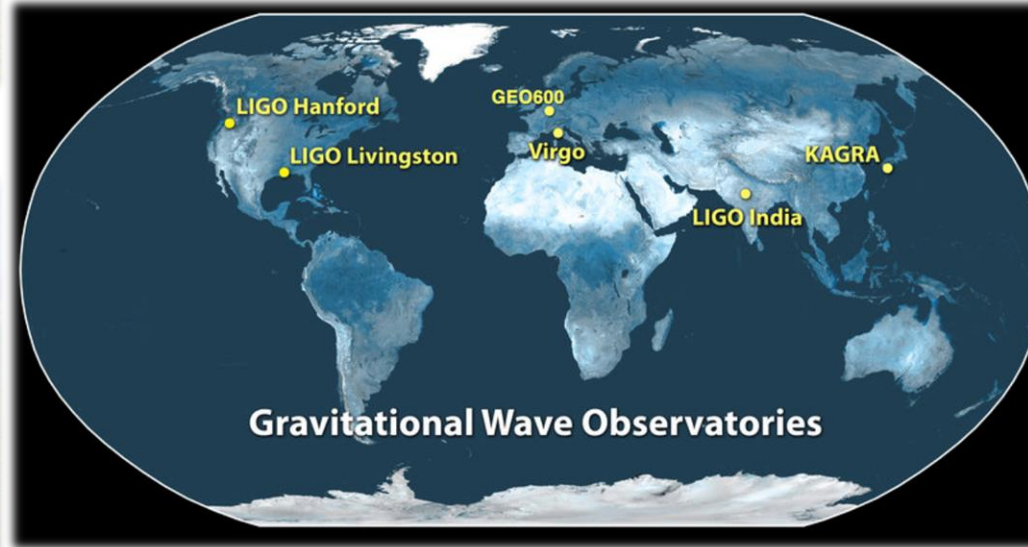 GEO600
LIGO Hanford
Virgo
LIGO Livingston
KAGRA
LIGO India
Gravitational Wave Observatories